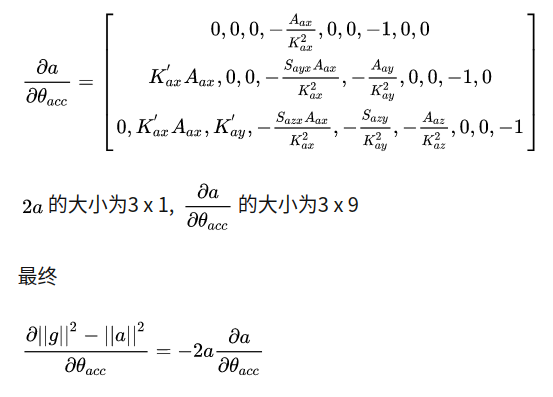 $\frac{\partial a}{\partial \theta_{acc}} = \begin{bmatrix} 0, 0, 0, -\frac{A_{ax}}{K_{ax}^2}, 0, 0, -1, 0, 0 \\ K_{ax}^{'} A_{ax}, 0, 0, -\frac{S_{ayx} A_{ax}}{K_{ax}^2}, -\frac{A_{ay}}{K_{ay}^2}, 0, 0, -1, 0 \\ 0, K_{ax}^{'} A_{ax}, K_{ay}^{'}, -\frac{S_{azx} A_{ax}}{K_{ax}^2}, -\frac{S_{azy}}{K_{ay}^2}, -\frac{A_{az}}{K_{az}^2}, 0, 0, -1 \end{bmatrix}$
$2a$ 的大小为3 x 1, $\frac{\partial a}{\partial \theta_{acc}}$ 的大小为3 x 9
最终
$\frac{\partial ||g||^2 - ||a||^2}{\partial \theta_{acc}} = -2a \frac{\partial a}{\partial \theta_{acc}}$